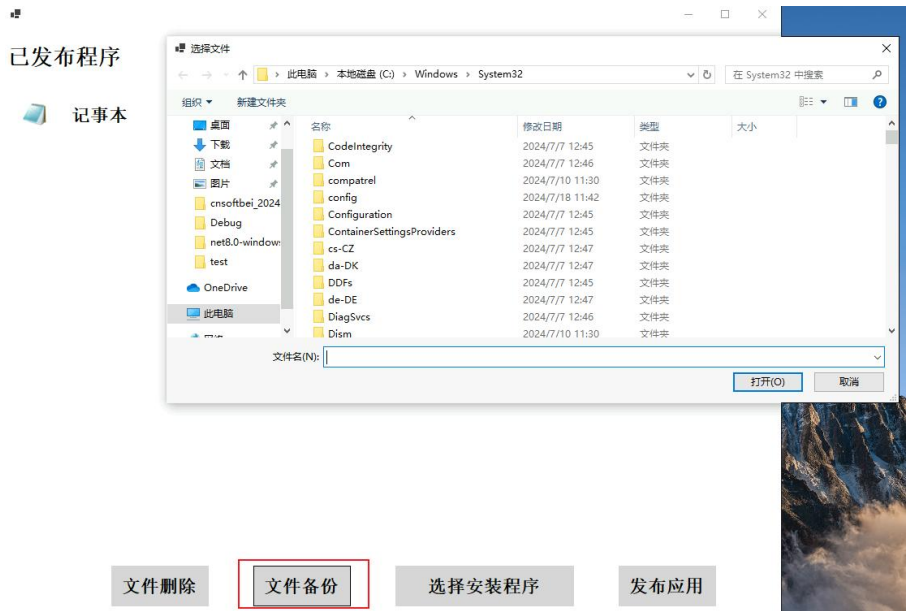 已发布程序
记事本
选择文件
此电脑 › 本地磁盘 (C:) › Windows › System32
在 System32 中搜索
组织 新建文件夹
桌面
下载
文档
图片
cnsoftbei_2024
Debug
net8.0-window
test
OneDrive
此电脑
名称 修改日期 类型 大小
CodeIntegrity 2024/7/7 12:45 文件夹
Com 2024/7/7 12:46 文件夹
compatrel 2024/7/10 11:30 文件夹
config 2024/7/18 11:42 文件夹
Configuration 2024/7/7 12:45 文件夹
ContainerSettingsProviders 2024/7/7 12:45 文件夹
cs-CZ 2024/7/7 12:47 文件夹
da-DK 2024/7/7 12:47 文件夹
DDFs 2024/7/7 12:45 文件夹
de-DE 2024/7/7 12:47 文件夹
DiagSvcs 2024/7/7 12:46 文件夹
Dism 2024/7/10 11:30 文件夹
文件名(N):
打开(O) 取消
文件删除 文件备份 选择安装程序 发布应用